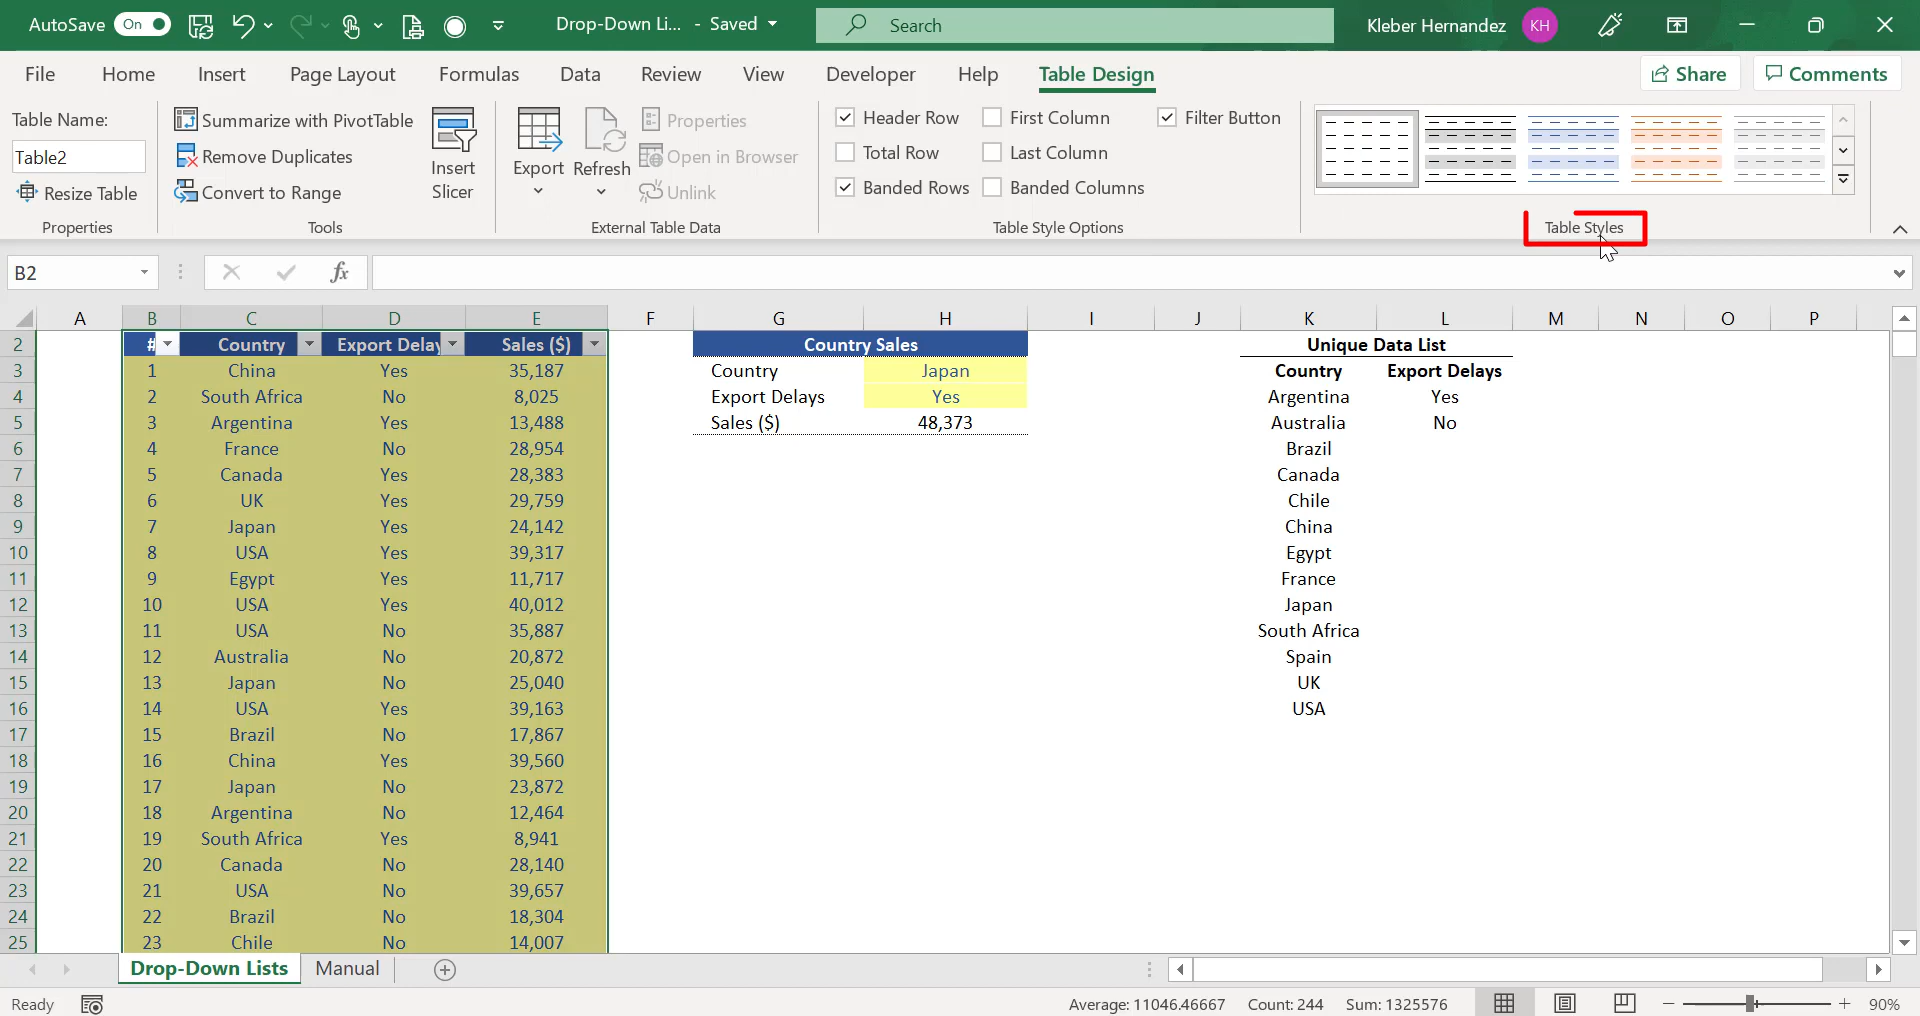 AutoSave On Drop-Down Li... - Saved Search Kleber Hernandez KH
File Home Insert Page Layout Formulas Data Review View Developer Help Table Design Share Comments
Table Name:
Table2
Resize Table
Properties
Summarize with PivotTable
Remove Duplicates
Convert to Range
Insert
Slicer
Tools
Export
Refresh
Properties
Open in Browser
Unlink
External Table Data
Header Row First Column Filter Button
Total Row Last Column
Banded Rows Banded Columns
Table Style Options
Table Styles
B2 fx
A B C D E F G H I J K L M N O P
2 # Country Export Delay Sales ($) Country Sales Unique Data List
3 1 China Yes 35,187 Country Japan Country Export Delays
4 2 South Africa No 8,025 Export Delays Yes Argentina Yes
5 3 Argentina Yes 13,488 Sales ($) 48,373 Australia No
6 4 France No 28,954 Brazil
7 5 Canada Yes 28,383 Canada
8 6 UK Yes 29,759 Chile
9 7 Japan Yes 24,142 China
10 8 USA Yes 39,317 Egypt
11 9 Egypt Yes 11,717 France
12 10 USA Yes 40,012 Japan
13 11 USA No 35,887 South Africa
14 12 Australia No 20,872 Spain
15 13 Japan No 25,040 UK
16 14 USA Yes 39,163 USA
17 15 Brazil No 17,867
18 16 China Yes 39,560
19 17 Japan No 23,872
20 18 Argentina No 12,464
21 19 South Africa Yes 8,941
22 20 Canada No 28,140
23 21 USA No 39,657
24 22 Brazil No 18,304
25 23 Chile No 14,007
Drop-Down Lists Manual
Ready Average: 11046.46667 Count: 244 Sum: 1325576 90%